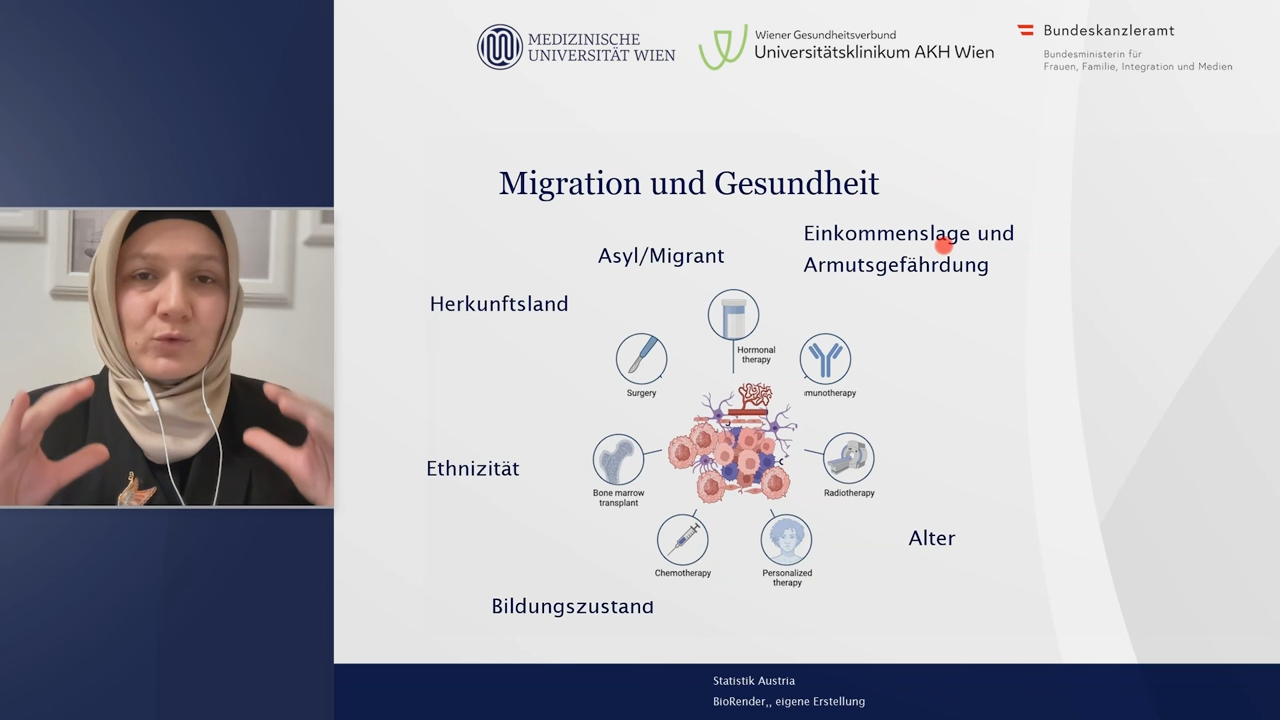 MEDIZINISCHE
UNIVERSITÄT WIEN
Wiener Gesundheitsverbund
Universitätsklinikum AKH Wien
Bundeskanzleramt
Bundesministerin für
Frauen, Familie, Integration und Medien
Migration und Gesundheit
Einkommenslage und
Armutsgefährdung
Asyl/Migrant
Herkunftsland
Hormonal
therapy
Surgery
munotherapy
Ethnizität
Bone marrow
transplant
Radiotherapy
Alter
Chemotherapy
Personalized
therapy
Bildungszustand
Statistik Austria
BioRender,, eigene Erstellung